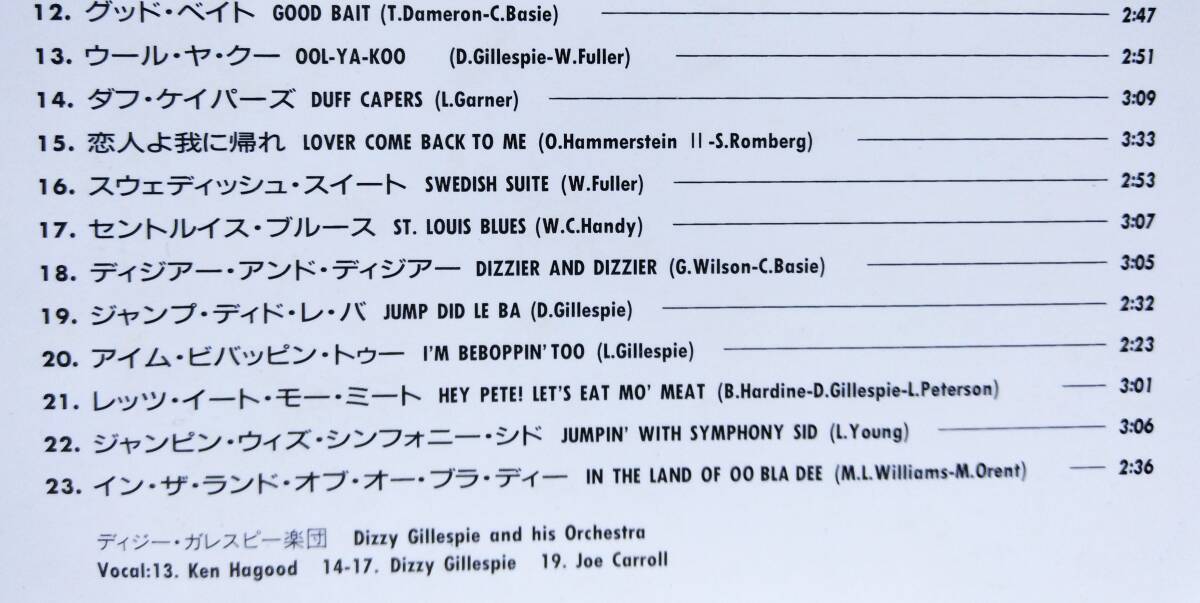 12. グッド・ベイト GOOD BAIT (T.Dameron-C.Basie) 2:47
13. ウール・ヤ・クー OOL-YA-KOO (D.Gillespie-W.Fuller) 2:51
14. ダフ・ケイパーズ DUFF CAPERS (L.Garner) 3:09
15. 恋人よ我に帰れ LOVER COME BACK TO ME (O.Hammerstein II-S.Romberg) 3:33
16. スウェディッシュ・スイート SWEDISH SUITE (W.Fuller) 2:53
17. セントルイス・ブルース ST. LOUIS BLUES (W.C.Handy) 3:07
18. ディジアー・アンド・ディジアー DIZZIER AND DIZZIER (G.Wilson-C.Basie) 3:05
19. ジャンプ・ディド・レ・バ JUMP DID LE BA (D.Gillespie) 2:32
20. アイム・ビバッピン・トゥー I'M BEBOPPIN' TOO (L.Gillespie) 2:23
21. レッツ・イート・モー・ミート HEY PETE! LET'S EAT MO' MEAT (B.Hardine-D.Gillespie-L.Peterson) 3:01
22. ジャンピン・ウィズ・シンフォニー・シド JUMPIN' WITH SYMPHONY SID (L.Young) 3:06
23. イン・ザ・ランド・オブ・オー・ブラ・ディー IN THE LAND OF OO BLA DEE (M.L.Williams-M.Orent) 2:36
ディジー・ガレスピー楽団 Dizzy Gillespie and his Orchestra
Vocal:13. Ken Hagood 14-17. Dizzy Gillespie 19. Joe Carroll